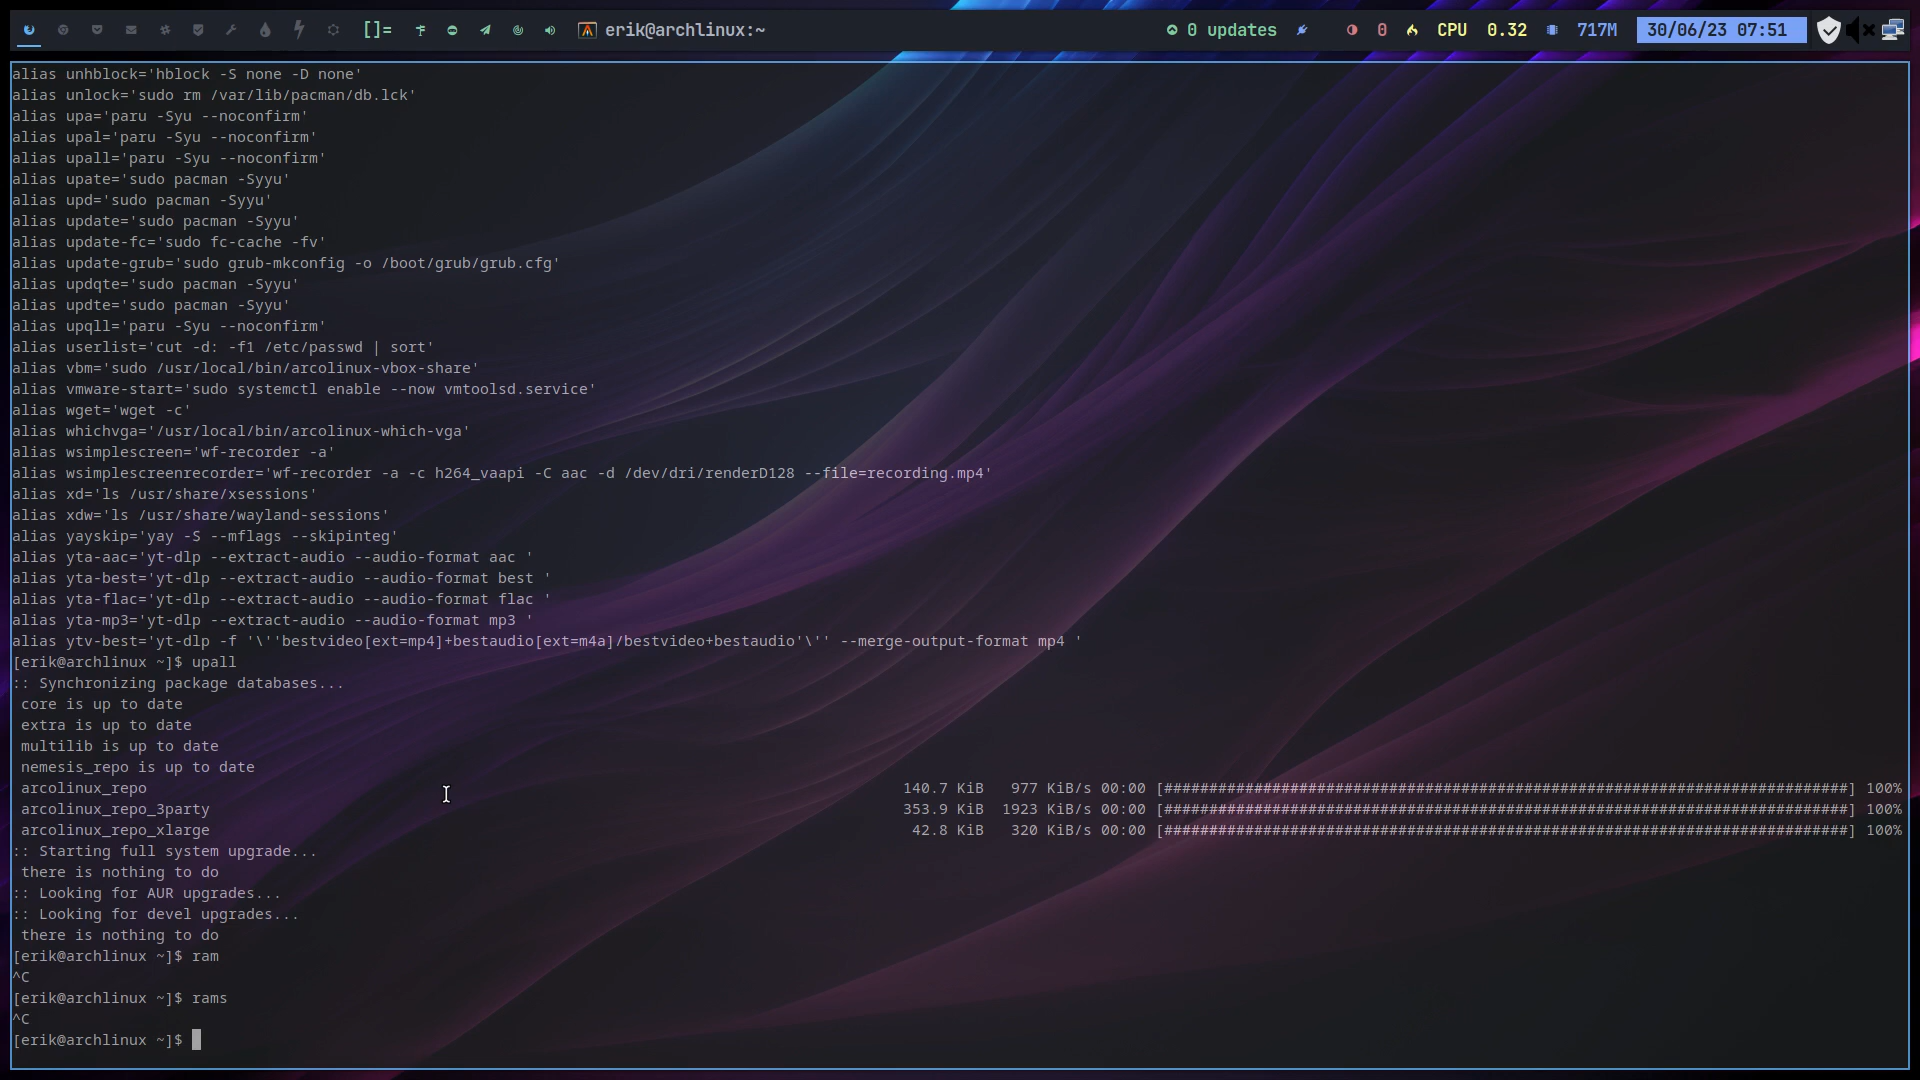 []= erik@archlinux:~ 0 updates 0 CPU 0.32 717M 30/06/23 07:51
alias unhblock='hblock -S none -D none'
alias unlock='sudo rm /var/lib/pacman/db.lck'
alias upa='paru -Syu --noconfirm'
alias upal='paru -Syu --noconfirm'
alias upall='paru -Syu --noconfirm'
alias upate='sudo pacman -Syyu'
alias upd='sudo pacman -Syyu'
alias update='sudo pacman -Syyu'
alias update-fc='sudo fc-cache -fv'
alias update-grub='sudo grub-mkconfig -o /boot/grub/grub.cfg'
alias updqte='sudo pacman -Syyu'
alias updte='sudo pacman -Syyu'
alias upqll='paru -Syu --noconfirm'
alias userlist='cut -d: -f1 /etc/passwd | sort'
alias vbm='sudo /usr/local/bin/arcolinux-vbox-share'
alias vmware-start='sudo systemctl enable --now vmtoolsd.service'
alias wget='wget -c'
alias whichvga='/usr/local/bin/arcolinux-which-vga'
alias wsimplescreen='wf-recorder -a'
alias wsimplescreenrecorder='wf-recorder -a -c h264_vaapi -C aac -d /dev/dri/renderD128 --file=recording.mp4'
alias xd='ls /usr/share/xsessions'
alias xdw='ls /usr/share/wayland-sessions'
alias yayskip='yay -S --mflags --skipinteg'
alias yta-aac='yt-dlp --extract-audio --audio-format aac '
alias yta-best='yt-dlp --extract-audio --audio-format best '
alias yta-flac='yt-dlp --extract-audio --audio-format flac '
alias yta-mp3='yt-dlp --extract-audio --audio-format mp3 '
alias ytv-best='yt-dlp -f '\''bestvideo[ext=mp4]+bestaudio[ext=m4a]/bestvideo+bestaudio'\'' --merge-output-format mp4 '
[erik@archlinux ~]$ upall
:: Synchronizing package databases...
 core is up to date
 extra is up to date
 multilib is up to date
 nemesis_repo is up to date
 arcolinux_repo 140.7 KiB 977 KiB/s 00:00 [############################################################################] 100%
 arcolinux_repo_3party 353.9 KiB 1923 KiB/s 00:00 [############################################################################] 100%
 arcolinux_repo_xlarge 42.8 KiB 320 KiB/s 00:00 [############################################################################] 100%
:: Starting full system upgrade...
 there is nothing to do
:: Looking for AUR upgrades...
:: Looking for devel upgrades...
 there is nothing to do
[erik@archlinux ~]$ ram
^C
[erik@archlinux ~]$ rams
^C
[erik@archlinux ~]$